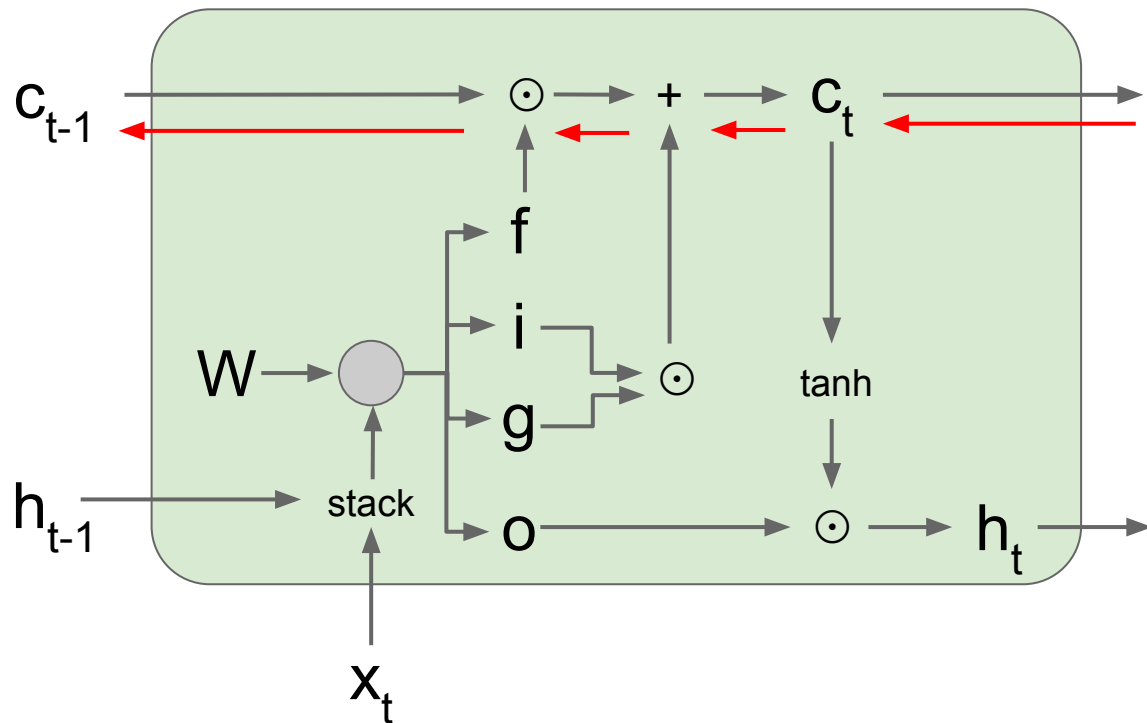 c_t-1 ⊙ + c_t
f
i
W ⊙ tanh
g
h_t-1 stack o ⊙ h_t
x_t